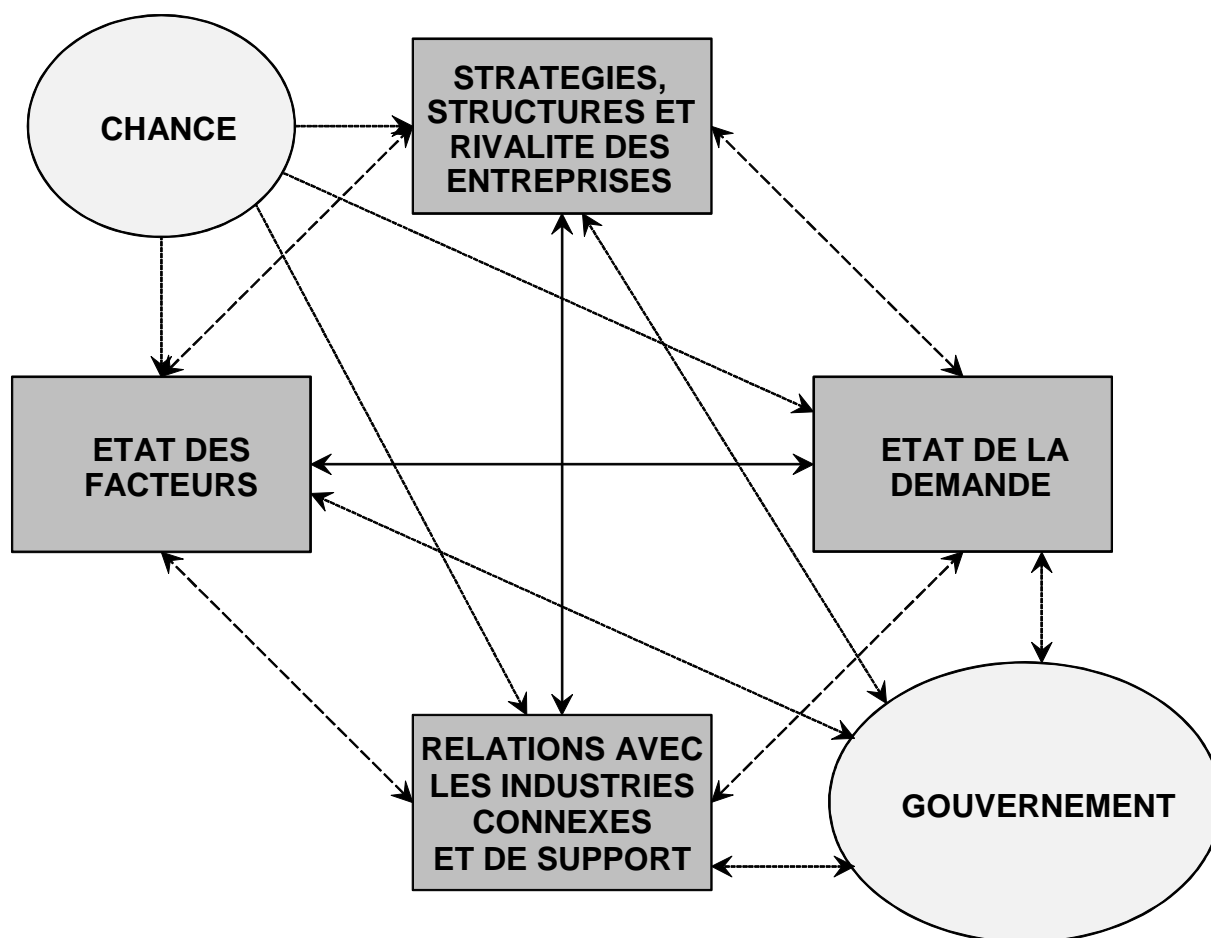 CHANCE
STRATEGIES,
STRUCTURES ET
RIVALITE DES
ENTREPRISES
ETAT DES
FACTEURS
ETAT DE LA
DEMANDE
RELATIONS AVEC
LES INDUSTRIES
CONNEXES
ET DE SUPPORT
GOUVERNEMENT